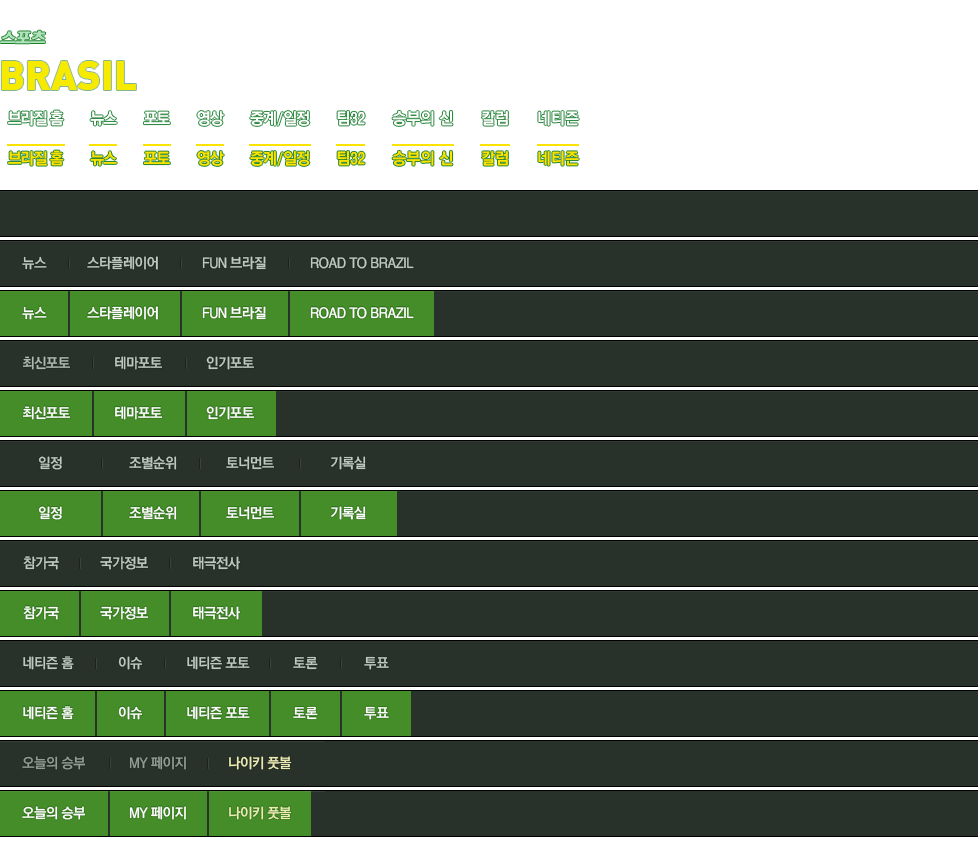 스포츠
BRASIL
브라질 홈 뉴스 포토 영상 중계/일정 팀32 승부의 신 칼럼 네티즌
브라질 홈 뉴스 포토 영상 중계/일정 팀32 승부의 신 칼럼 네티즌
뉴스 스타플레이어 FUN 브라질 ROAD TO BRAZIL
뉴스 스타플레이어 FUN 브라질 ROAD TO BRAZIL
최신포토 테마포토 인기포토
최신포토 테마포토 인기포토
일정 조별순위 토너먼트 기록실
일정 조별순위 토너먼트 기록실
참가국 국가정보 태극전사
참가국 국가정보 태극전사
네티즌 홈 이슈 네티즌 포토 토론 투표
네티즌 홈 이슈 네티즌 포토 토론 투표
오늘의 승부 MY 페이지 나이키 풋볼
오늘의 승부 MY 페이지 나이키 풋볼